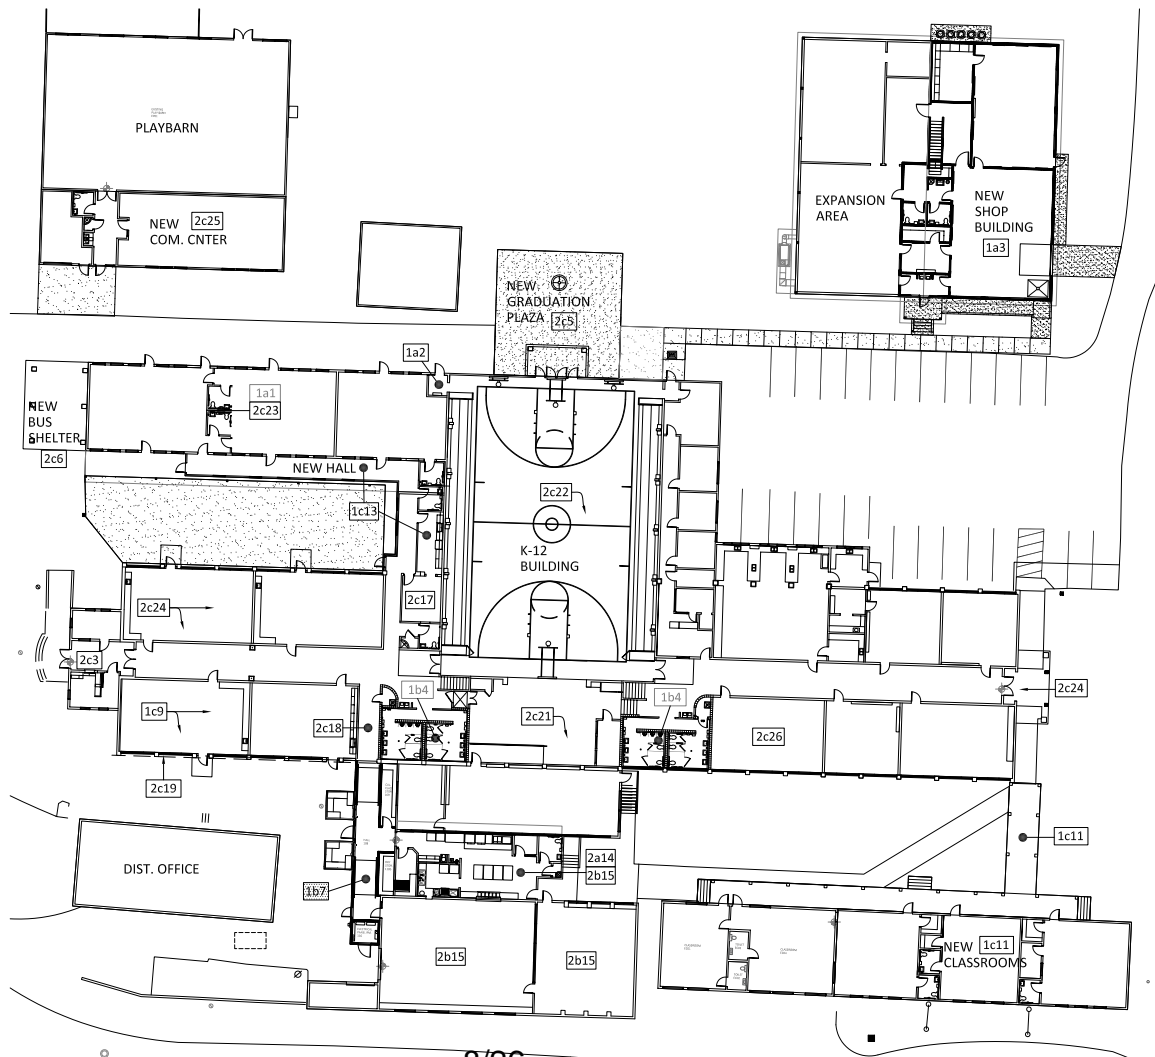 PLAYBARN
NEW
COM. CNTER
2c25
EXPANSION
AREA
NEW
SHOP
BUILDING
1a3
NEW
GRADUATION
PLAZA
2c5
1a2
1a1
2c23
NEW
BUS
SHELTER
2c6
NEW HALL
1c13
2c22
K-12
BUILDING
2c17
2c24
2c3
1c9
2c18
1b4
1b4
2c21
2c26
2c24
2c19
DIST. OFFICE
1b7
2a14
2b15
1c11
2b15
2b15
NEW
CLASSROOMS
1c11